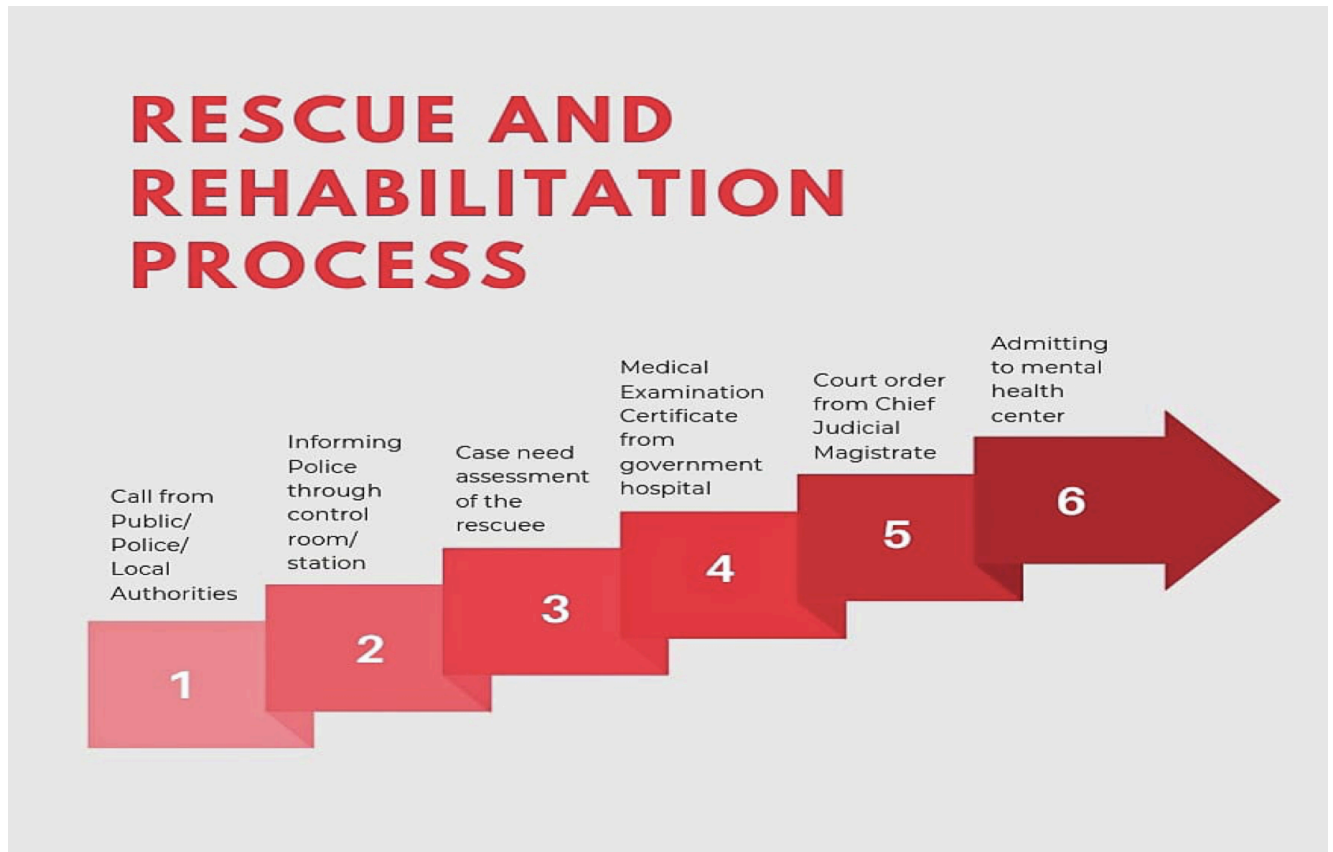 RESCUE AND
REHABILITATION
PROCESS
Call from
Public/
Police/
Local
Authorities
1
Informing
Police
through
control
room/
station
2
Case need
assessment
of the
rescuee
3
Medical
Examination
Certificate
from
government
hospital
4
Court order
from Chief
Judicial
Magistrate
5
Admitting
to mental
health
center
6